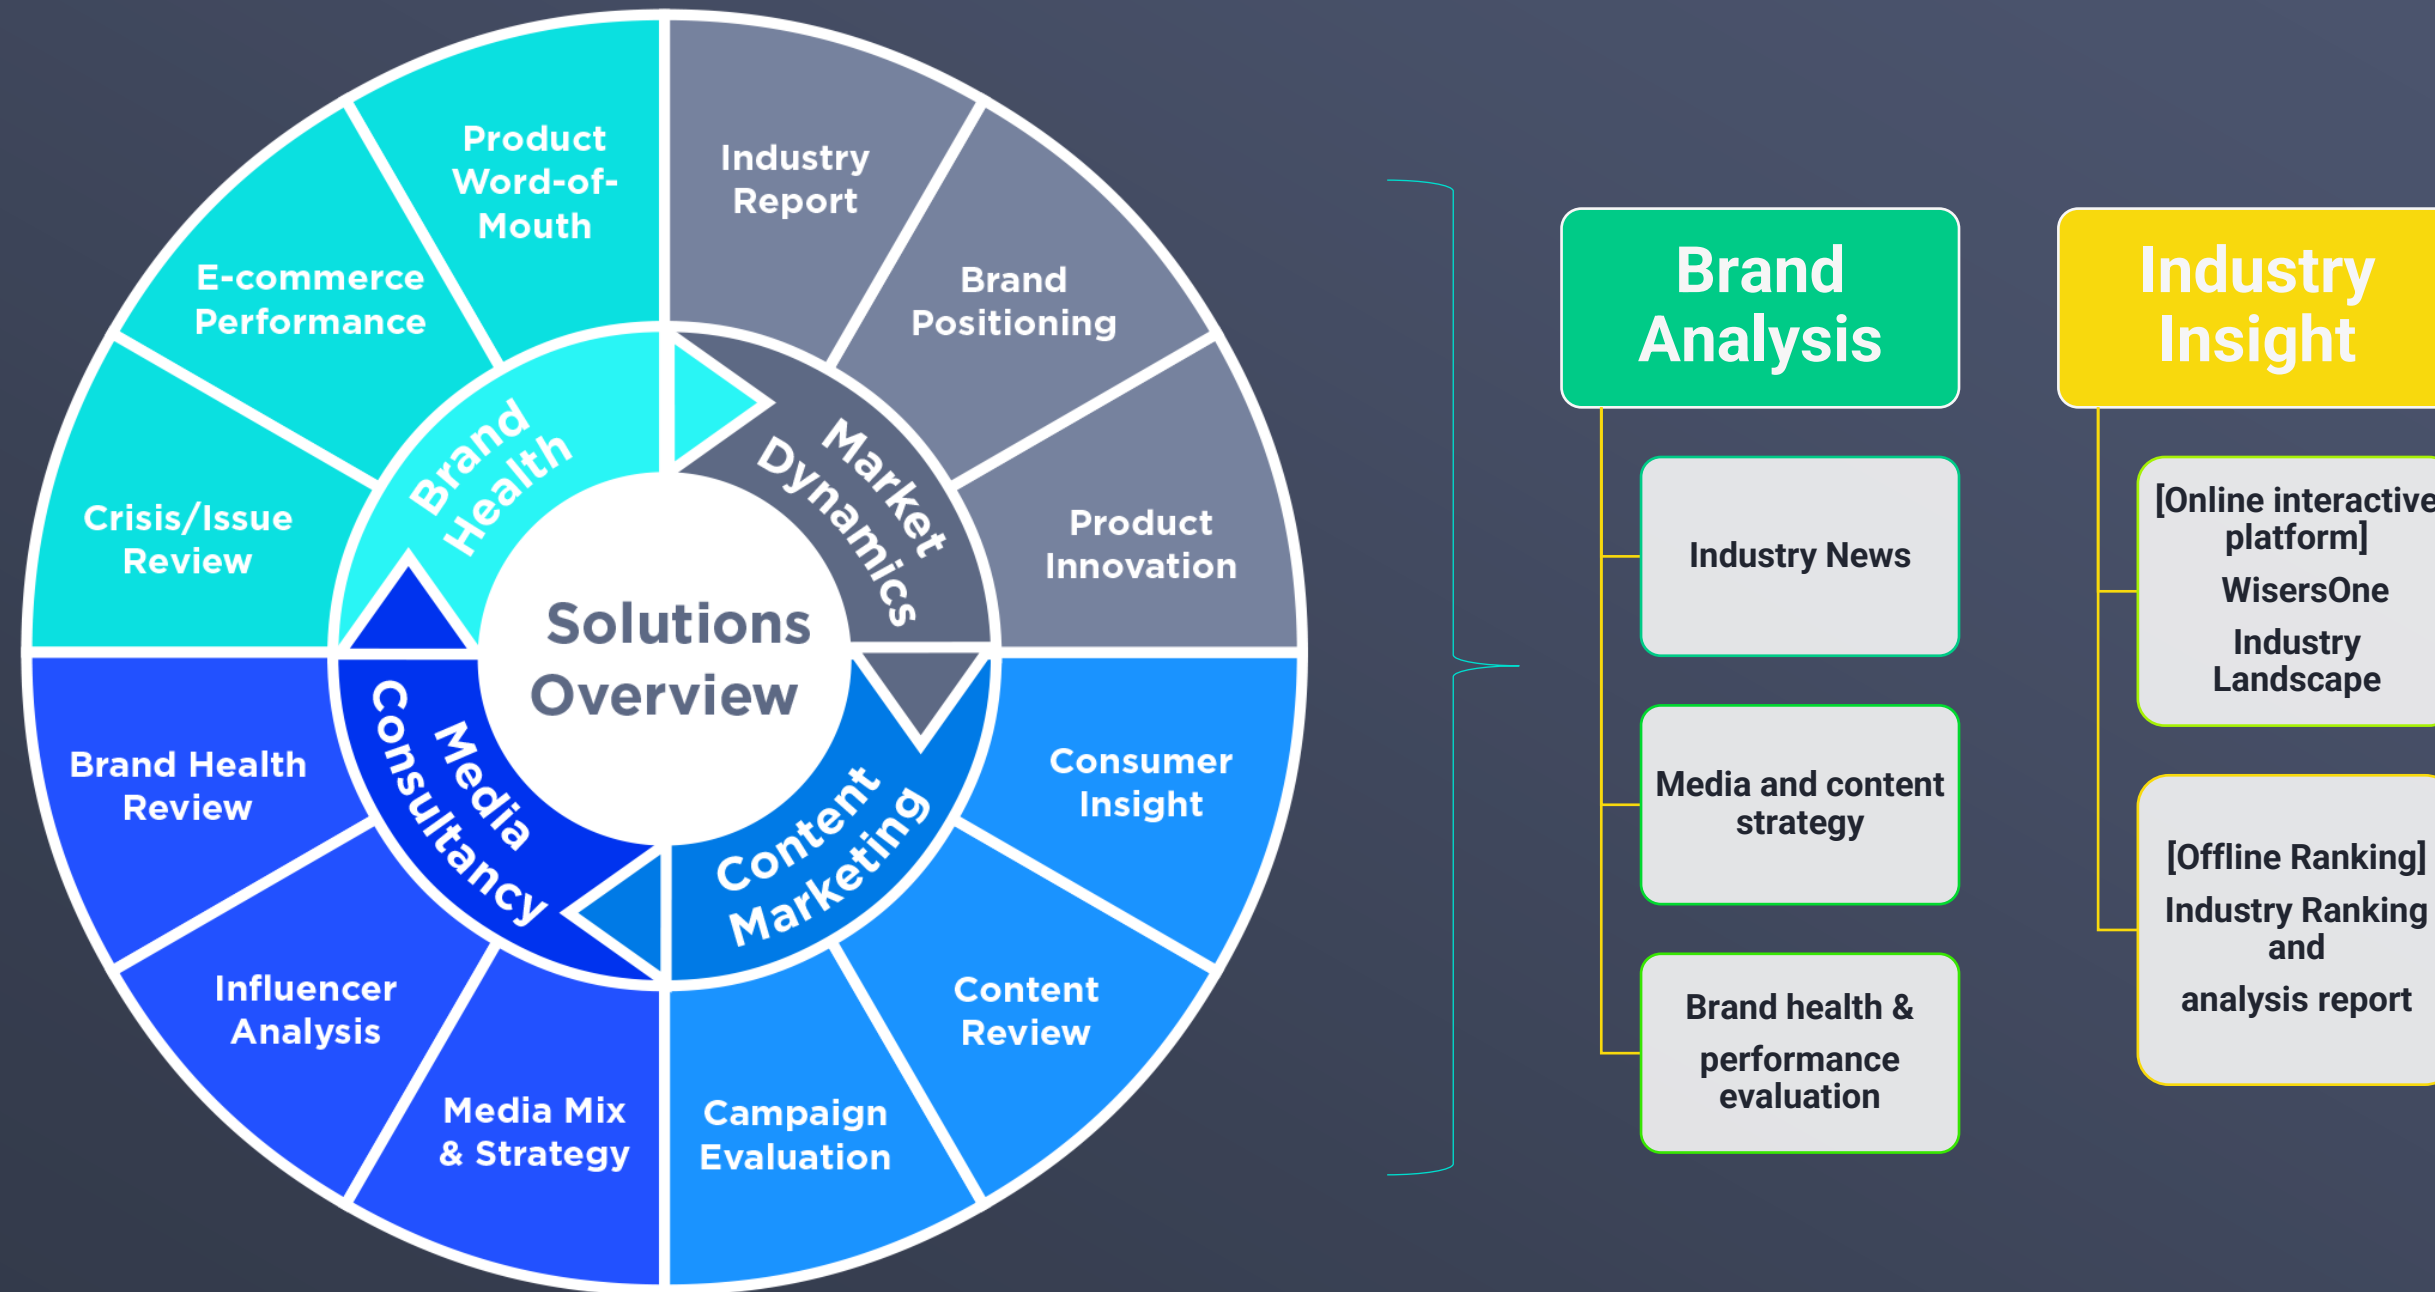 Product
Word-of-
Mouth
Industry
Report
E-commerce
Performance
Brand
Positioning
Crisis/Issue
Review
Product
Innovation
Brand
Health
Market
Dynamics
Solutions
Overview
Media
Consultancy
Content
Marketing
Brand Health
Review
Consumer
Insight
Influencer
Analysis
Content
Review
Media Mix
& Strategy
Campaign
Evaluation
Brand
Analysis
Industry News
Media and content
strategy
Brand health &
performance
evaluation
Industry
Insight
[Online interactive
platform]
WisersOne
Industry
Landscape
[Offline Ranking]
Industry Ranking
and
analysis report